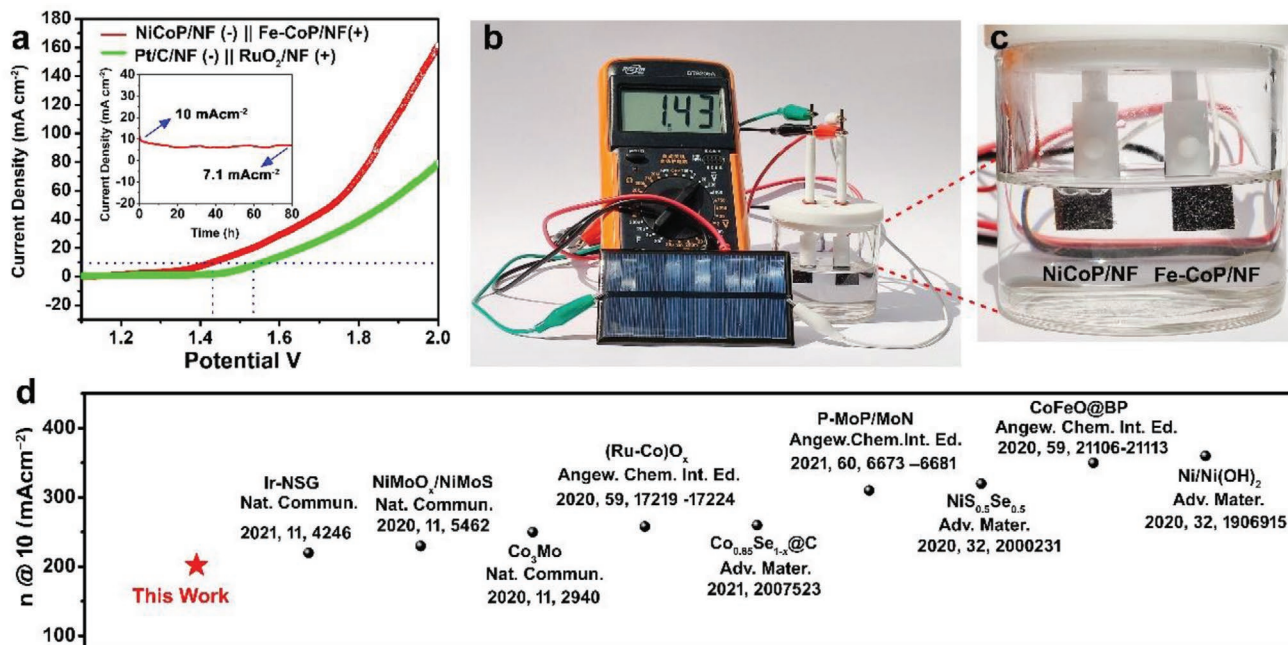 a
180
160
140
120
100
80
60
40
20
0
-20
Current Density (mA cm⁻²)
NiCoP/NF (-) || Fe-CoP/NF(+)
Pt/C/NF (-) || RuO₂/NF (+)
40
30
20
10
0
-10
-20
Current Density (mA cm⁻²)
10 mAcm⁻²
7.1 mAcm⁻²
0 20 40 60 80
Time (h)
1.2 1.4 1.6 1.8 2.0
Potential V
b
1.43
c
NiCoP/NF Fe-CoP/NF
d
400
300
200
100
η @ 10 (mAcm⁻²)
This Work
Ir-NSG
Nat. Commun.
2021, 11, 4246
NiMoOₓ/NiMoS
Nat. Commun.
2020, 11, 5462
Co₃Mo
Nat. Commun.
2020, 11, 2940
(Ru-Co)Oₓ
Angew. Chem. Int. Ed.
2020, 59, 17219 -17224
Co₀.₈₅Se₁₋ₓ@C
Adv. Mater.
2021, 2007523
P-MoP/MoN
Angew.Chem.Int. Ed.
2021, 60, 6673 –6681
NiS₀.₅Se₀.₅
Adv. Mater.
2020, 32, 2000231
CoFeO@BP
Angew. Chem. Int. Ed.
2020, 59, 21106-21113
Ni/Ni(OH)₂
Adv. Mater.
2020, 32, 1906915